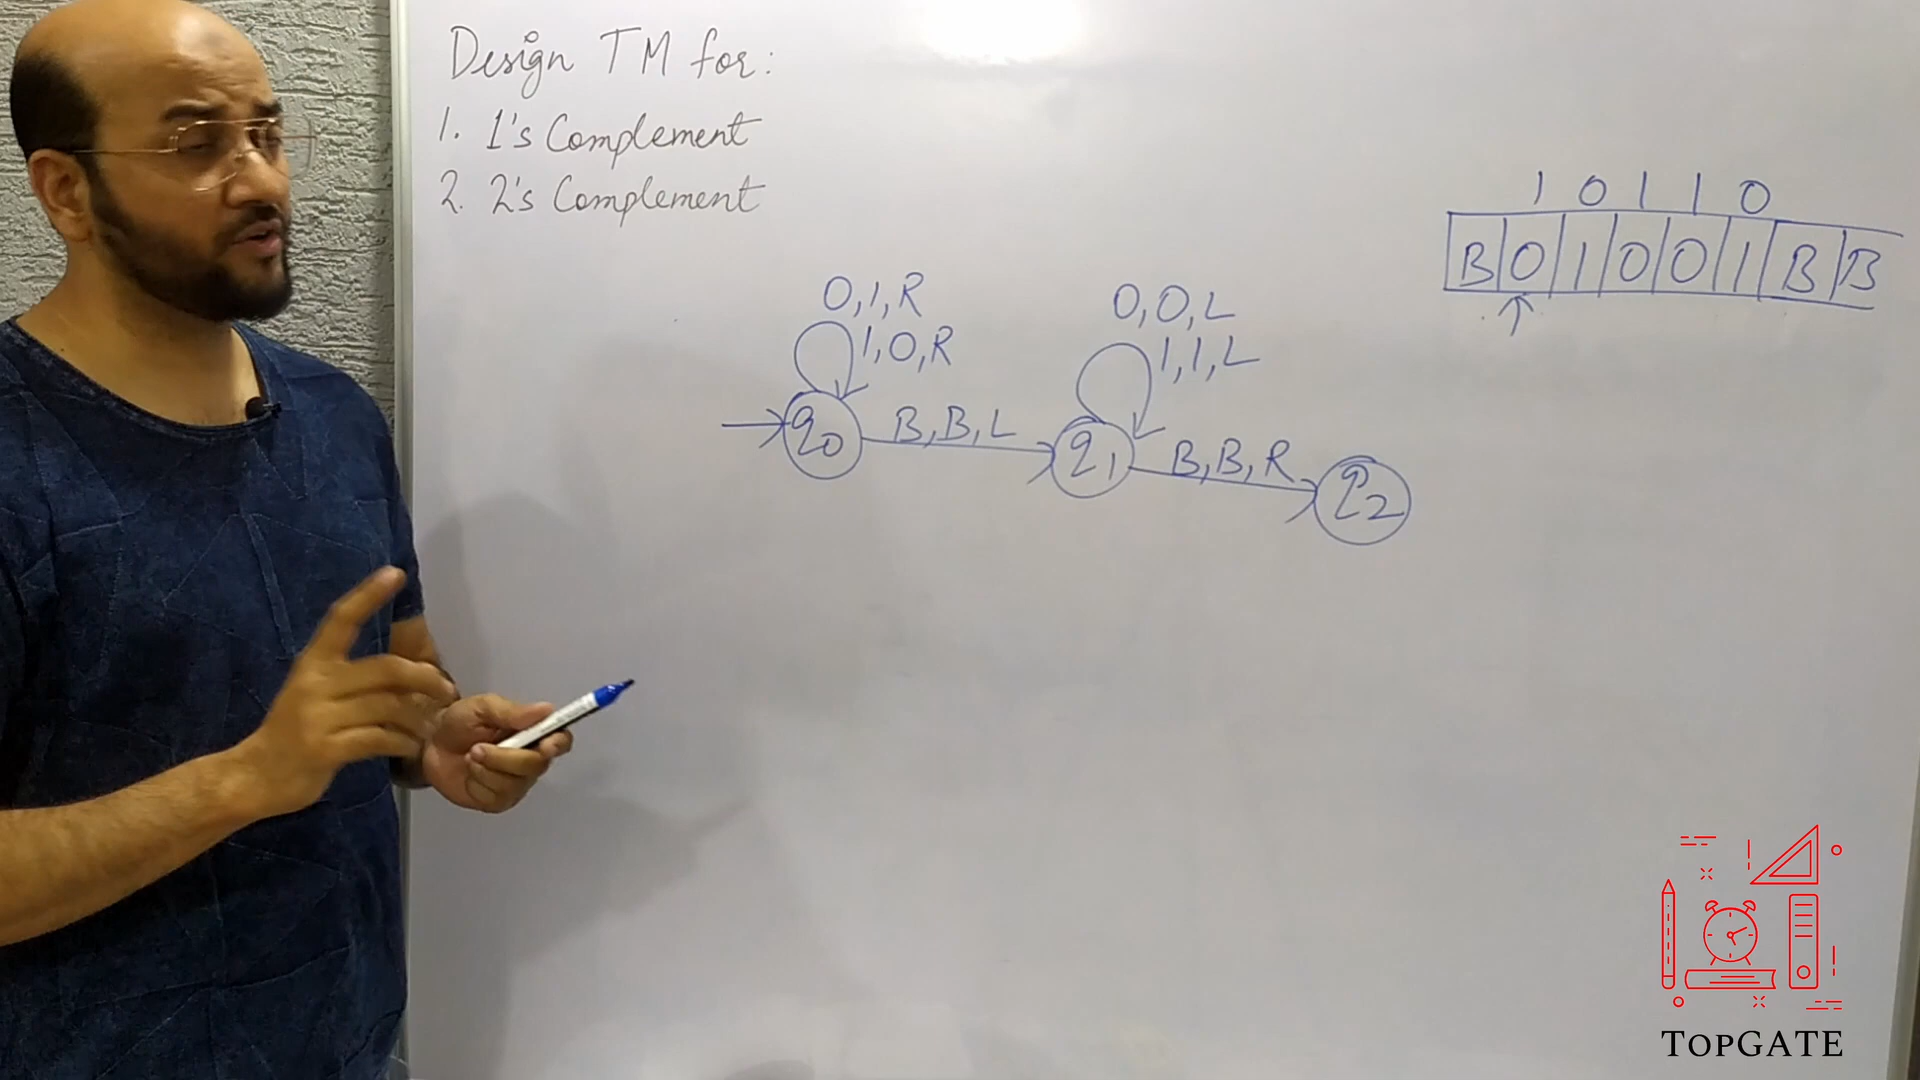 Design TM for:
1. 1's Complement
2. 2's Complement
1 0 1 1 0
B 0 1 0 0 1 B B
0,1,R
1,0,R
0,0,L
1,1,L
q0
B,B,L
q1
B,B,R
q2
TOPGATE